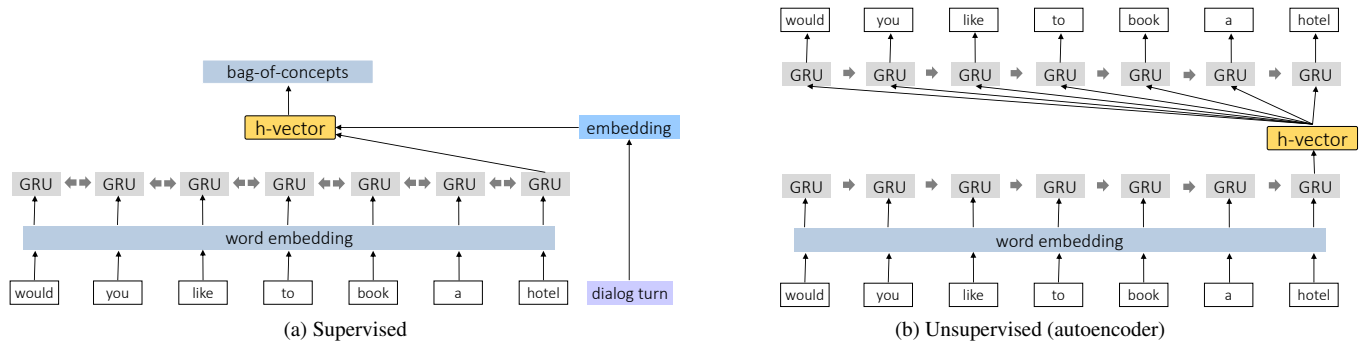 bag-of-concepts
h-vector
embedding
GRU GRU GRU GRU GRU GRU GRU
word embedding
would you like to book a hotel
dialog turn
(a) Supervised
would you like to book a hotel
GRU GRU GRU GRU GRU GRU GRU
h-vector
GRU GRU GRU GRU GRU GRU GRU
word embedding
would you like to book a hotel
(b) Unsupervised (autoencoder)